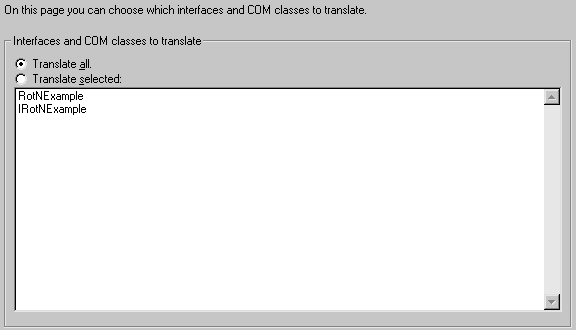 On this page you can choose which interfaces and COM classes to translate.
Interfaces and COM classes to translate
Translate all.
Translate selected:
RotNExample
IRotNExample